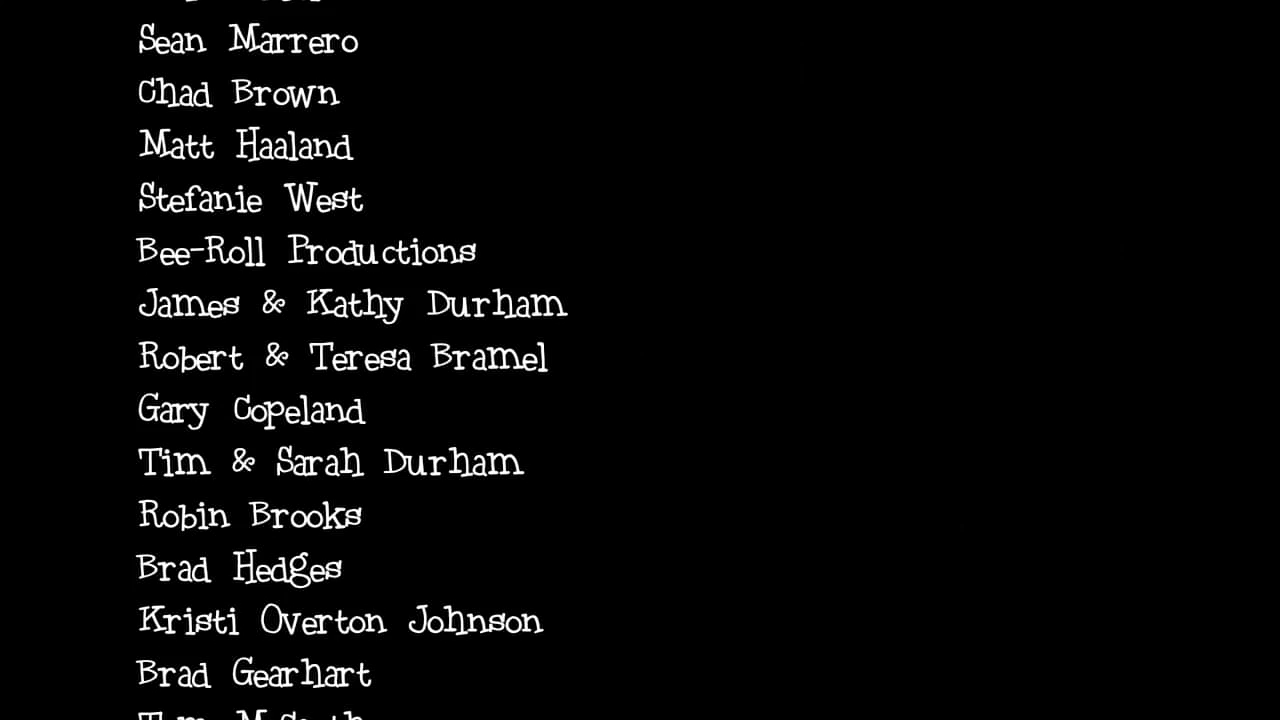 Sean Marrero
Chad Brown
Matt Haaland
Stefanie West
Bee-Roll Productions
James & Kathy Durham
Robert & Teresa Bramel
Gary Copeland
Tim & Sarah Durham
Robin Brooks
Brad Hedges
Kristi Overton Johnson
Brad Gearhart